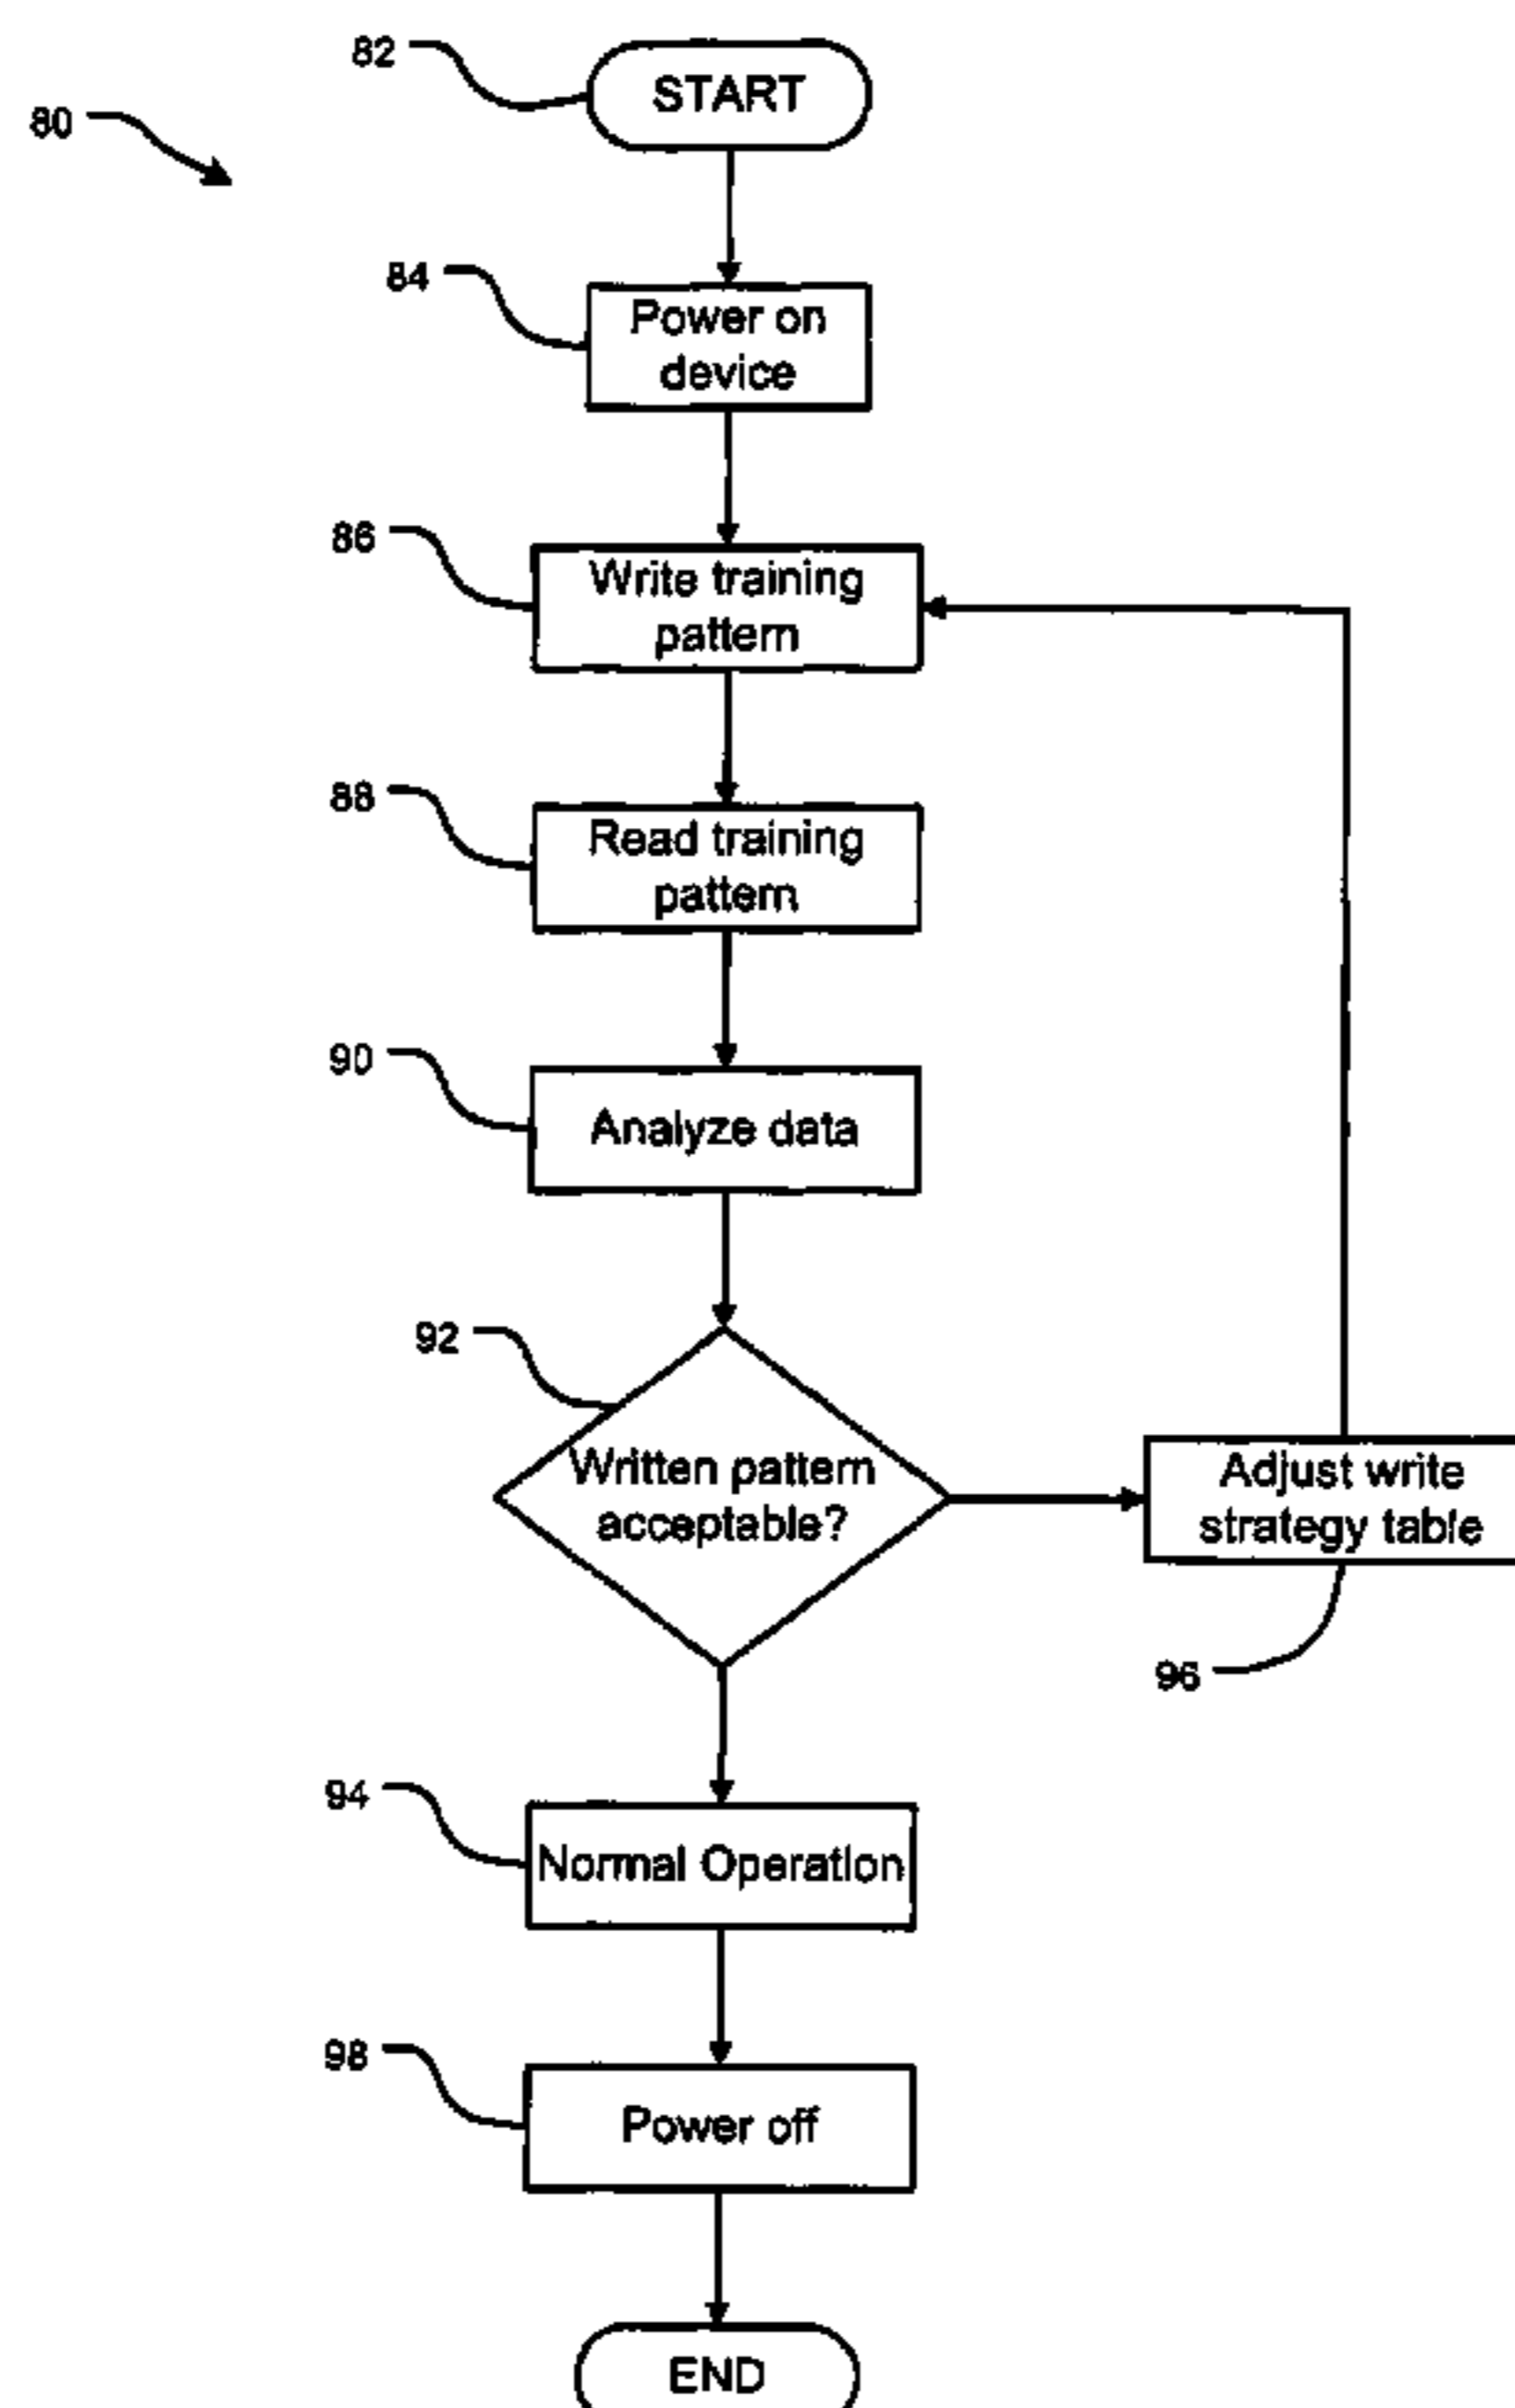 82
START
80
84
Power on
device
86
Write training
pattern
88
Read training
pattern
90
Analyze data
92
Written pattern
acceptable?
Adjust write
strategy table
96
94
Normal Operation
98
Power off
END